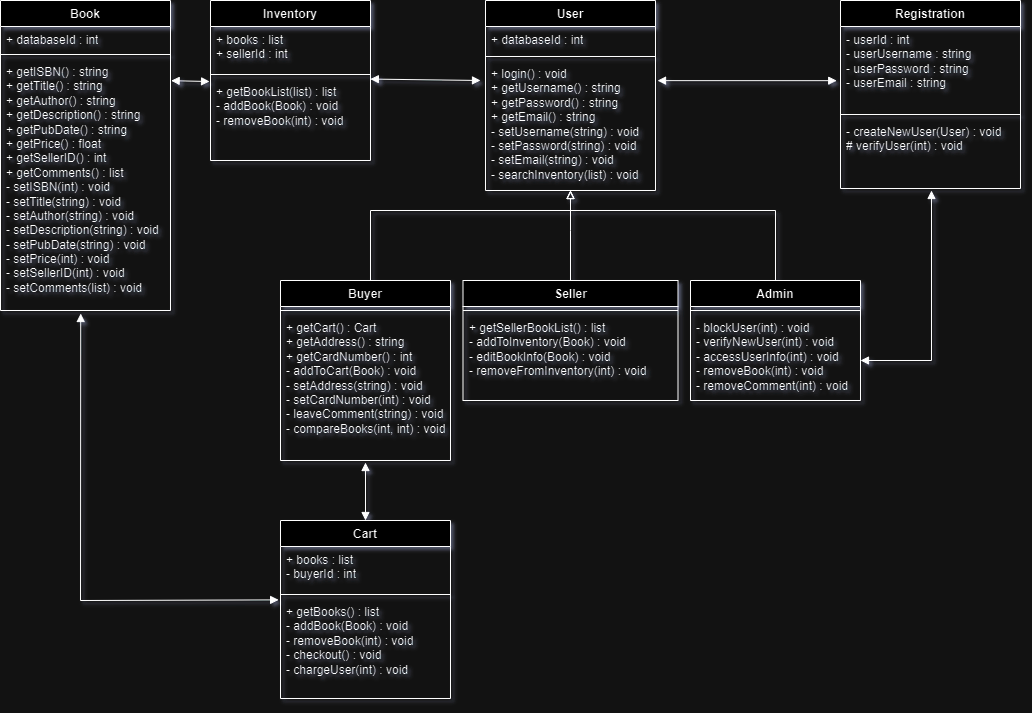 Book
+ databaseId : int
+ getISBN() : string
+ getTitle() : string
+ getAuthor() : string
+ getDescription() : string
+ getPubDate() : string
+ getPrice() : float
+ getSellerID() : int
+ getComments() : list
- setISBN(int) : void
- setTitle(string) : void
- setAuthor(string) : void
- setDescription(string) : void
- setPubDate(string) : void
- setPrice(int) : void
- setSellerID(int) : void
- setComments(list) : void
Inventory
+ books : list
+ sellerId : int
+ getBookList(list) : list
- addBook(Book) : void
- removeBook(int) : void
User
+ databaseId : int
+ login() : void
+ getUsername() : string
+ getPassword() : string
+ getEmail() : string
- setUsername(string) : void
- setPassword(string) : void
- setEmail(string) : void
- searchInventory(list) : void
Registration
- userId : int
- userUsername : string
- userPassword : string
- userEmail : string
- createNewUser(User) : void
# verifyUser(int) : void
Buyer
+ getCart() : Cart
+ getAddress() : string
+ getCardNumber() : int
- addToCart(Book) : void
- setAddress(string) : void
- setCardNumber(int) : void
- leaveComment(string) : void
- compareBooks(int, int) : void
Seller
+ getSellerBookList() : list
- addToInventory(Book) : void
- editBookInfo(Book) : void
- removeFromInventory(int) : void
Admin
- blockUser(int) : void
- verifyNewUser(int) : void
- accessUserInfo(int) : void
- removeBook(int) : void
- removeComment(int) : void
Cart
+ books : list
- buyerId : int
+ getBooks() : list
- addBook(Book) : void
- removeBook(int) : void
- checkout() : void
- chargeUser(int) : void